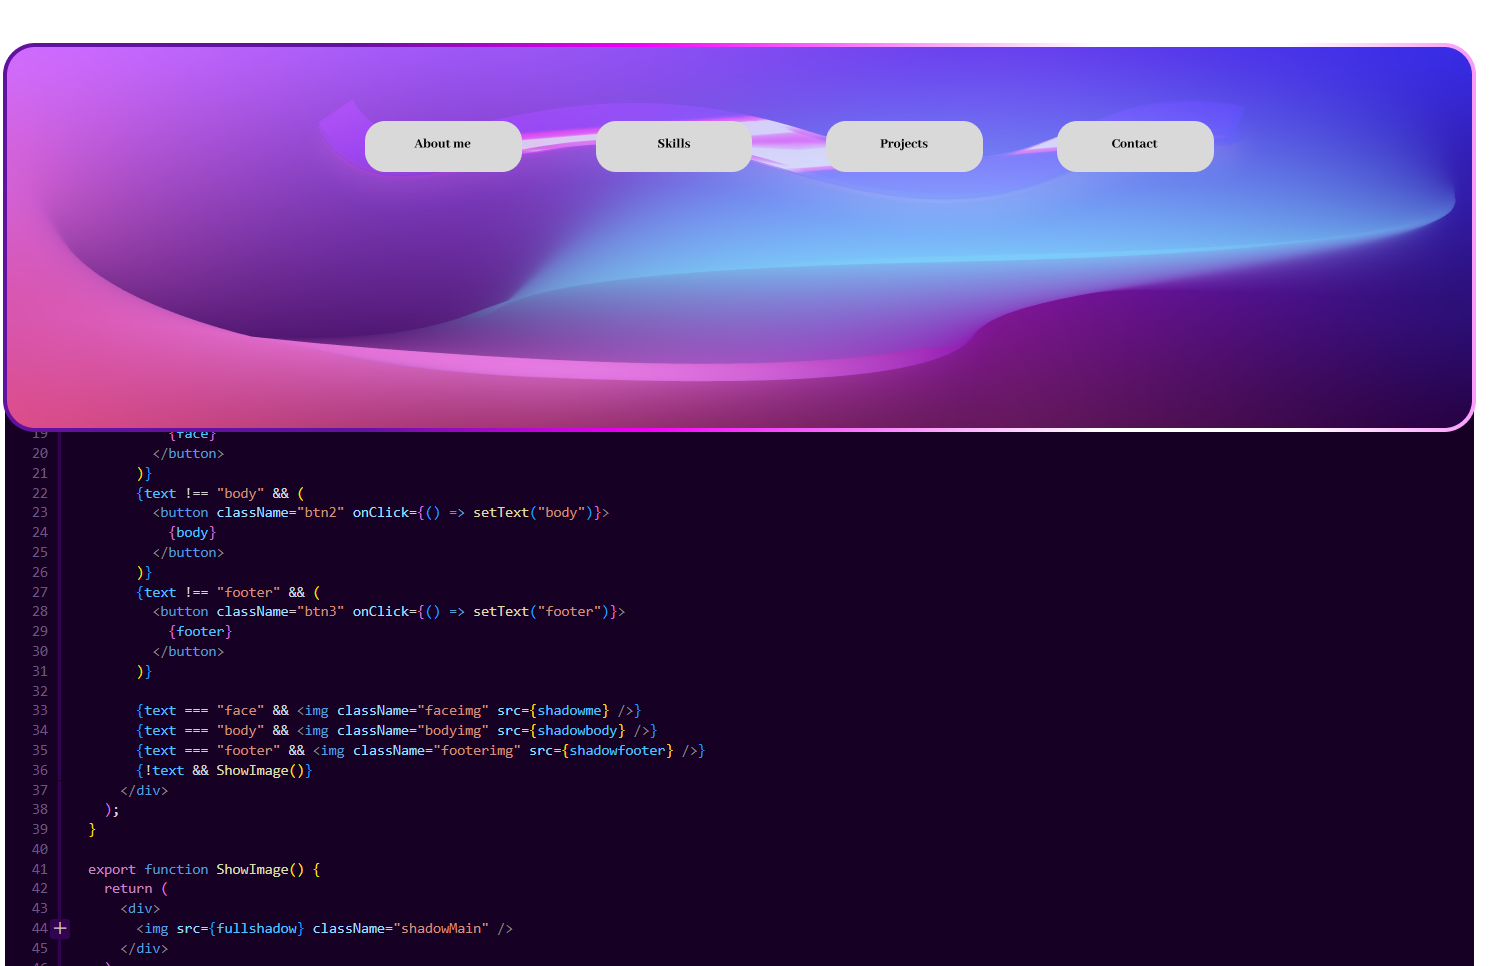 About me
Skills
Projects
Contact
19 {face}
20 </button>
21 )}
22 {text !== "body" && (
23 <button className="btn2" onClick={() => setText("body")}>
24 {body}
25 </button>
26 )}
27 {text !== "footer" && (
28 <button className="btn3" onClick={() => setText("footer")}>
29 {footer}
30 </button>
31 )}
32
33 {text === "face" && <img className="faceimg" src={shadowme} />}
34 {text === "body" && <img className="bodyimg" src={shadowbody} />}
35 {text === "footer" && <img className="footerimg" src={shadowfooter} />}
36 {!text && ShowImage()}
37 </div>
38 );
39 }
40
41 export function ShowImage() {
42 return (
43 <div>
44 + <img src={fullshadow} className="shadowMain" />
45 </div>